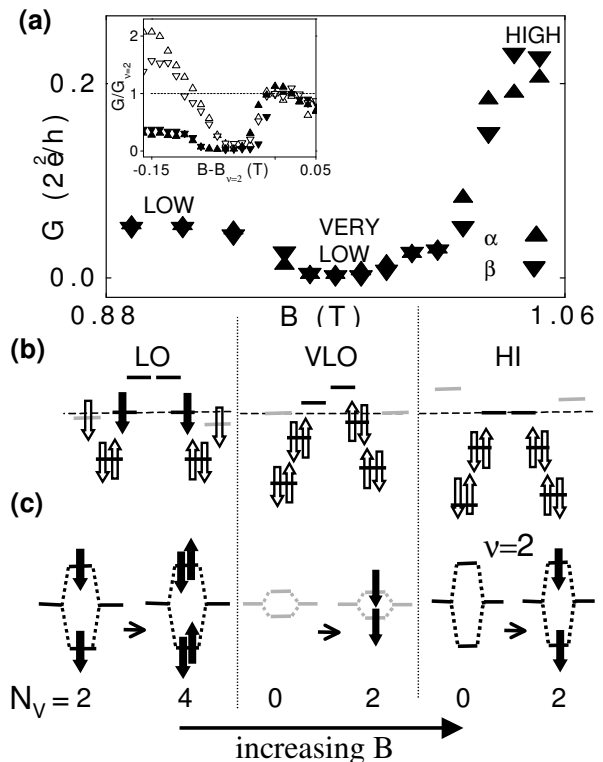 (a)
HIGH
2
G/G_ν=2
1
0
-0.15
B-B_ν=2 (T)
0.05
0.2
G (2e²/h)
0.0
LOW
VERY
LOW
α
β
0.88
B (T)
1.06
(b)
LO
VLO
HI
(c)
ν=2
N_V = 2
4
0
2
0
2
increasing B